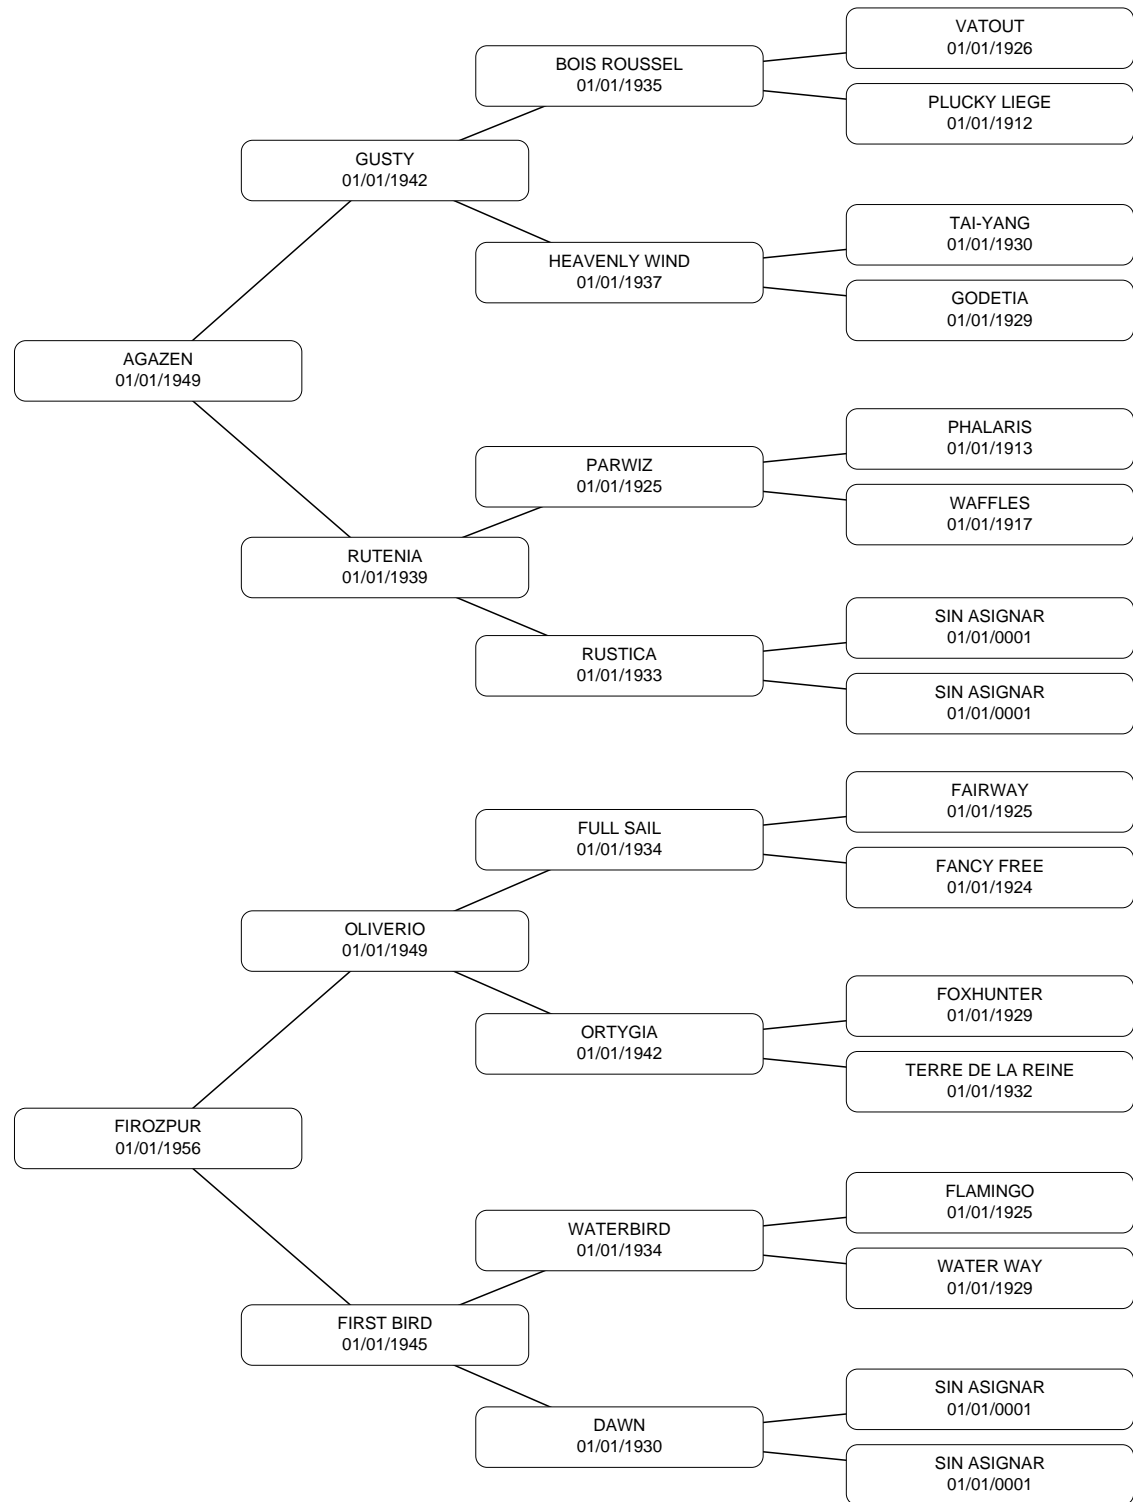 VATOUT
01/01/1926
BOIS ROUSSEL
01/01/1935
PLUCKY LIEGE
01/01/1912
GUSTY
01/01/1942
TAI-YANG
01/01/1930
HEAVENLY WIND
01/01/1937
GODETIA
01/01/1929
AGAZEN
01/01/1949
PHALARIS
01/01/1913
PARWIZ
01/01/1925
WAFFLES
01/01/1917
RUTENIA
01/01/1939
SIN ASIGNAR
01/01/0001
RUSTICA
01/01/1933
SIN ASIGNAR
01/01/0001
FAIRWAY
01/01/1925
FULL SAIL
01/01/1934
FANCY FREE
01/01/1924
OLIVERIO
01/01/1949
FOXHUNTER
01/01/1929
ORTYGIA
01/01/1942
TERRE DE LA REINE
01/01/1932
FIROZPUR
01/01/1956
FLAMINGO
01/01/1925
WATERBIRD
01/01/1934
WATER WAY
01/01/1929
FIRST BIRD
01/01/1945
SIN ASIGNAR
01/01/0001
DAWN
01/01/1930
SIN ASIGNAR
01/01/0001